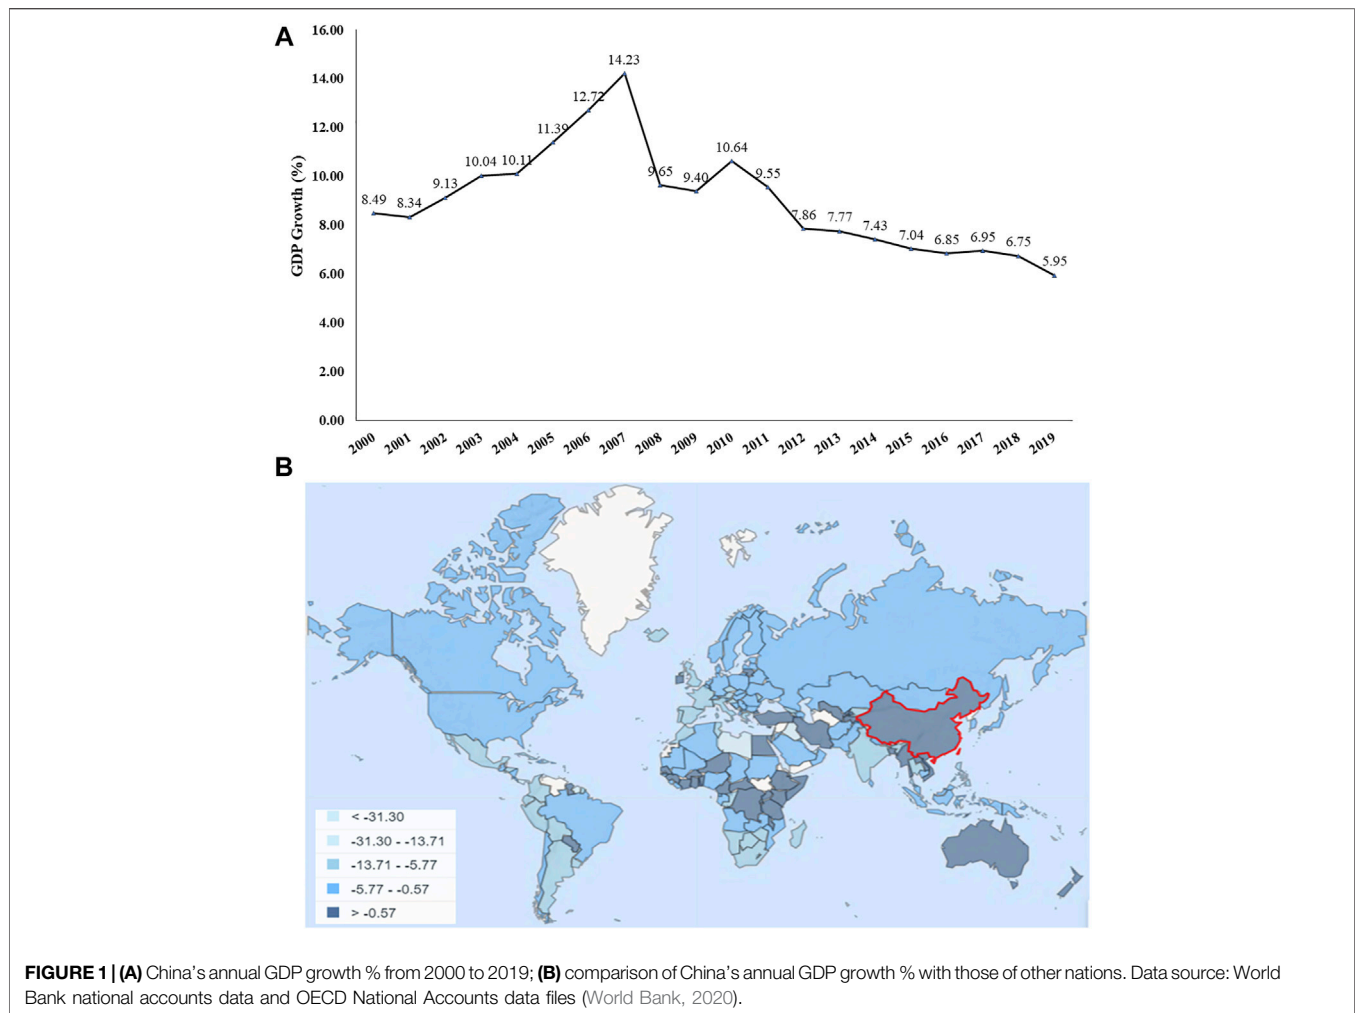 A
16.00
14.00
12.00
10.00
8.00
6.00
4.00
2.00
0.00
GDP Growth (%)
8.49 8.34 9.13 10.04 10.11 11.39 12.72 14.23 9.65 9.40 10.64 9.55 7.86 7.77 7.43 7.04 6.85 6.95 6.75 5.95
2000 2001 2002 2003 2004 2005 2006 2007 2008 2009 2010 2011 2012 2013 2014 2015 2016 2017 2018 2019
B
< -31.30
-31.30 - -13.71
-13.71 - -5.77
-5.77 - -0.57
> -0.57
FIGURE 1 | (A) China's annual GDP growth % from 2000 to 2019; (B) comparison of China's annual GDP growth % with those of other nations. Data source: World
Bank national accounts data and OECD National Accounts data files (World Bank, 2020).